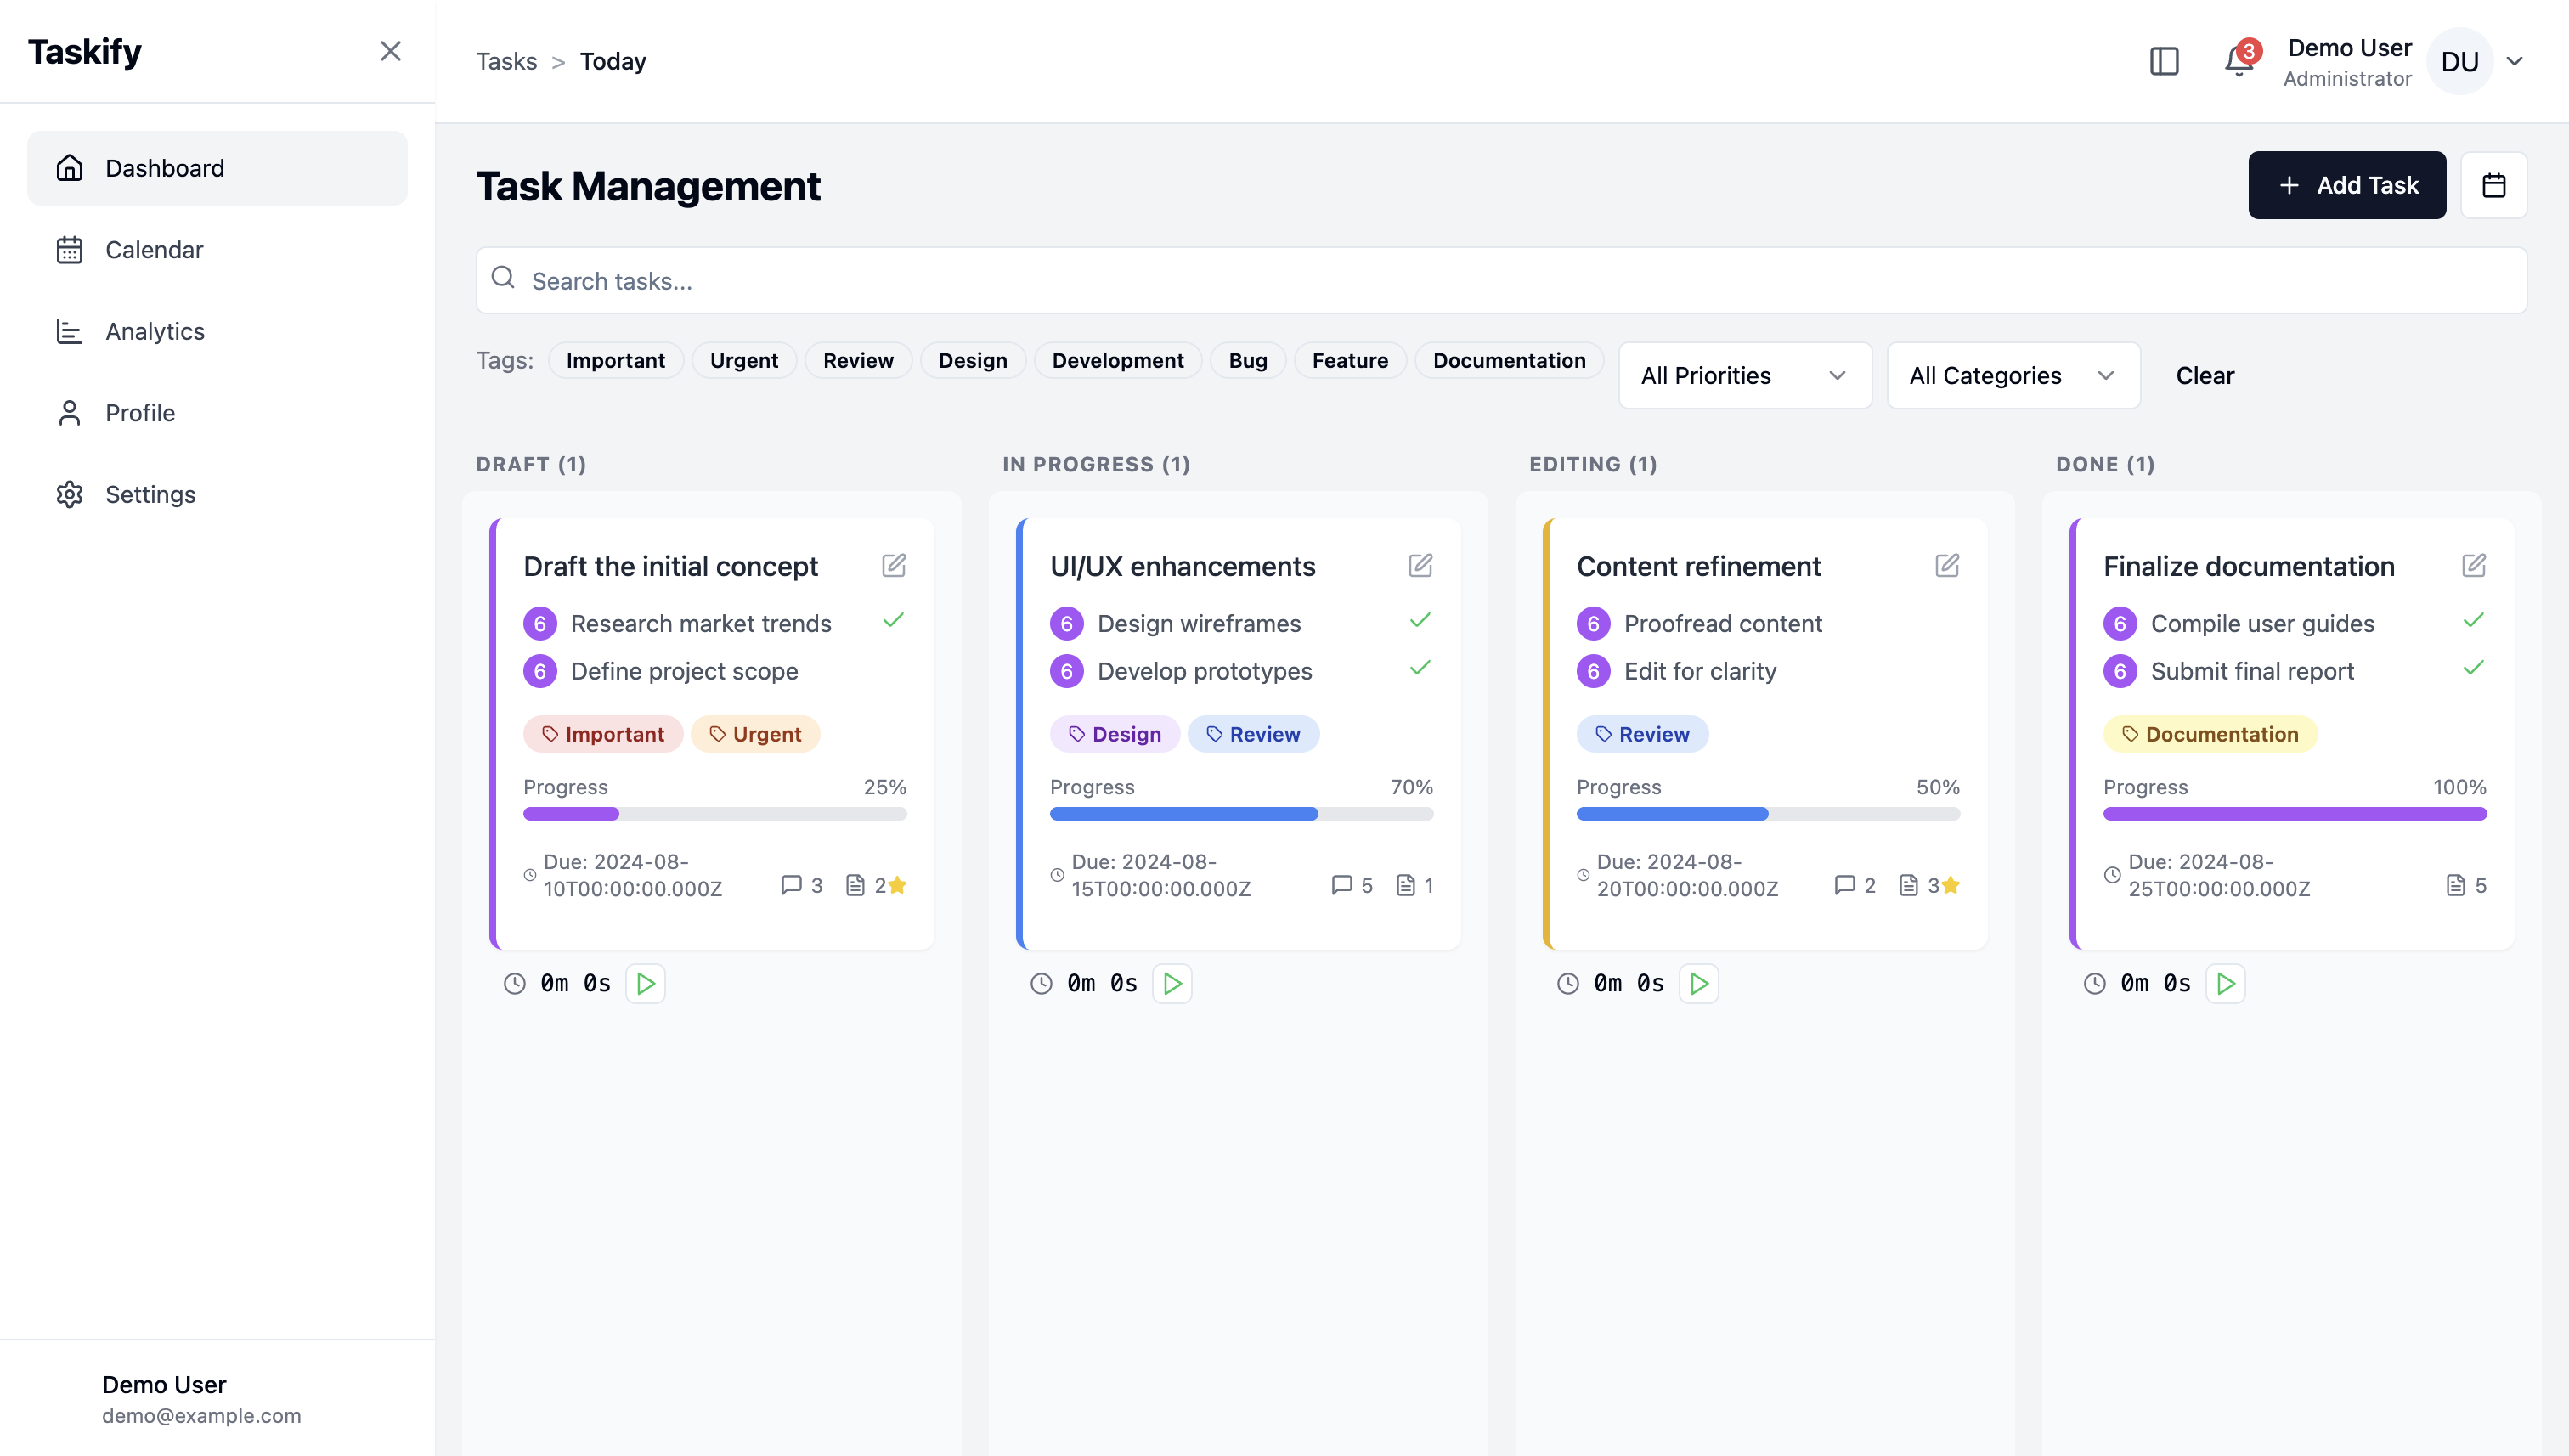 Taskify
Dashboard
Calendar
Analytics
Profile
Settings
Demo User
demo@example.com
Tasks > Today
3
Demo User
Administrator
DU
Task Management
Add Task
Search tasks...
Tags: Important Urgent Review Design Development Bug Feature Documentation All Priorities All Categories Clear
DRAFT (1)
Draft the initial concept
6 Research market trends
6 Define project scope
Important Urgent
Progress 25%
Due: 2024-08-
10T00:00:00.000Z 3 2
0m 0s
IN PROGRESS (1)
UI/UX enhancements
6 Design wireframes
6 Develop prototypes
Design Review
Progress 70%
Due: 2024-08-
15T00:00:00.000Z 5 1
0m 0s
EDITING (1)
Content refinement
6 Proofread content
6 Edit for clarity
Review
Progress 50%
Due: 2024-08-
20T00:00:00.000Z 2 3
0m 0s
DONE (1)
Finalize documentation
6 Compile user guides
6 Submit final report
Documentation
Progress 100%
Due: 2024-08-
25T00:00:00.000Z 5
0m 0s